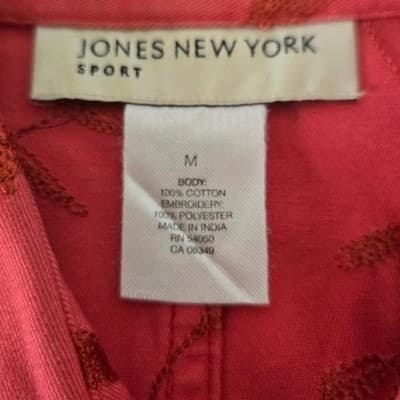 JONES NEW YORK
SPORT
M
BODY:
100% COTTON
EMBROIDERY:
100% POLYESTER
MADE IN INDIA
RN 54050
CA 08349